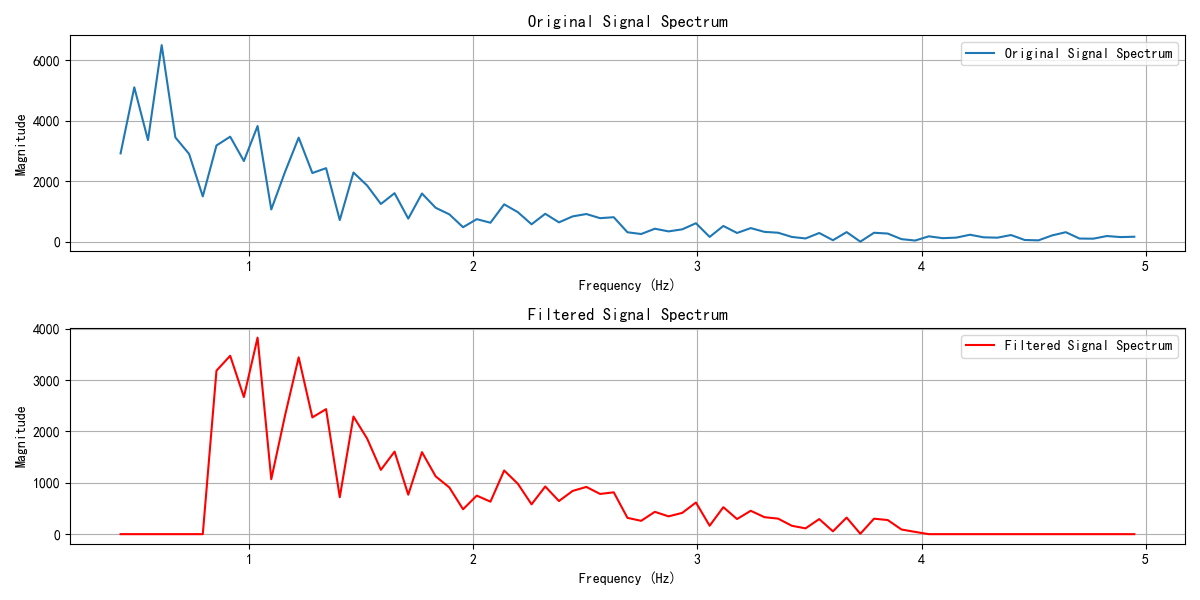 Original Signal Spectrum
Original Signal Spectrum
Magnitude
6000
4000
2000
0
1 2 3 4 5
Frequency (Hz)
Filtered Signal Spectrum
Filtered Signal Spectrum
Magnitude
4000
3000
2000
1000
0
1 2 3 4 5
Frequency (Hz)